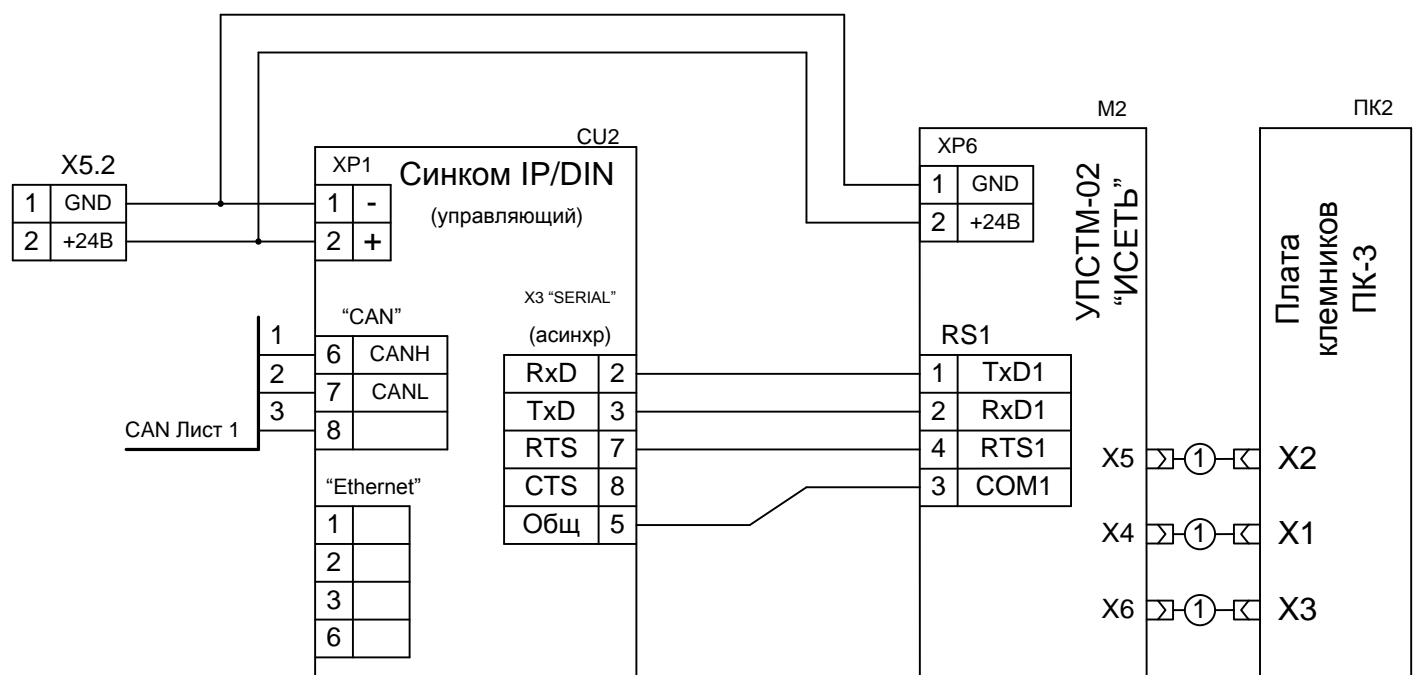 X5.2
1 GND
2 +24В
CU2
XP1
1 -
2 +
Синком IP/DIN
(управляющий)
“CAN”
1
2
3
6 CANH
7 CANL
8
CAN Лист 1
“Ethernet”
1
2
3
6
X3 “SERIAL”
(асинхр)
RxD 2
TxD 3
RTS 7
CTS 8
Общ 5
M2
XP6
1 GND
2 +24В
УПСТМ-02
“ИСЕТЬ”
RS1
1 TxD1
2 RxD1
4 RTS1
3 COM1
X5 1 X2
X4 1 X1
X6 1 X3
ПК2
Плата
клемников
ПК-3